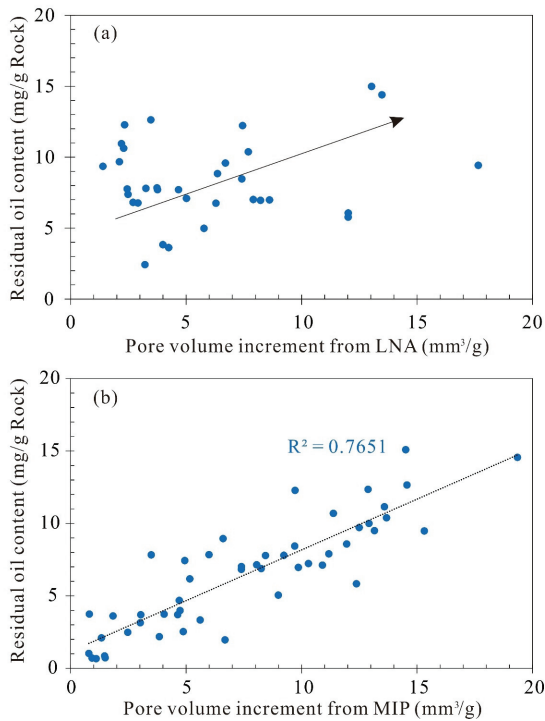 (a)
Residual oil content (mg/g Rock)
20
15
10
5
0
0 5 10 15 20
Pore volume increment from LNA (mm³/g)
(b)
R² = 0.7651
Residual oil content (mg/g Rock)
20
15
10
5
0
0 5 10 15 20
Pore volume increment from MIP (mm³/g)